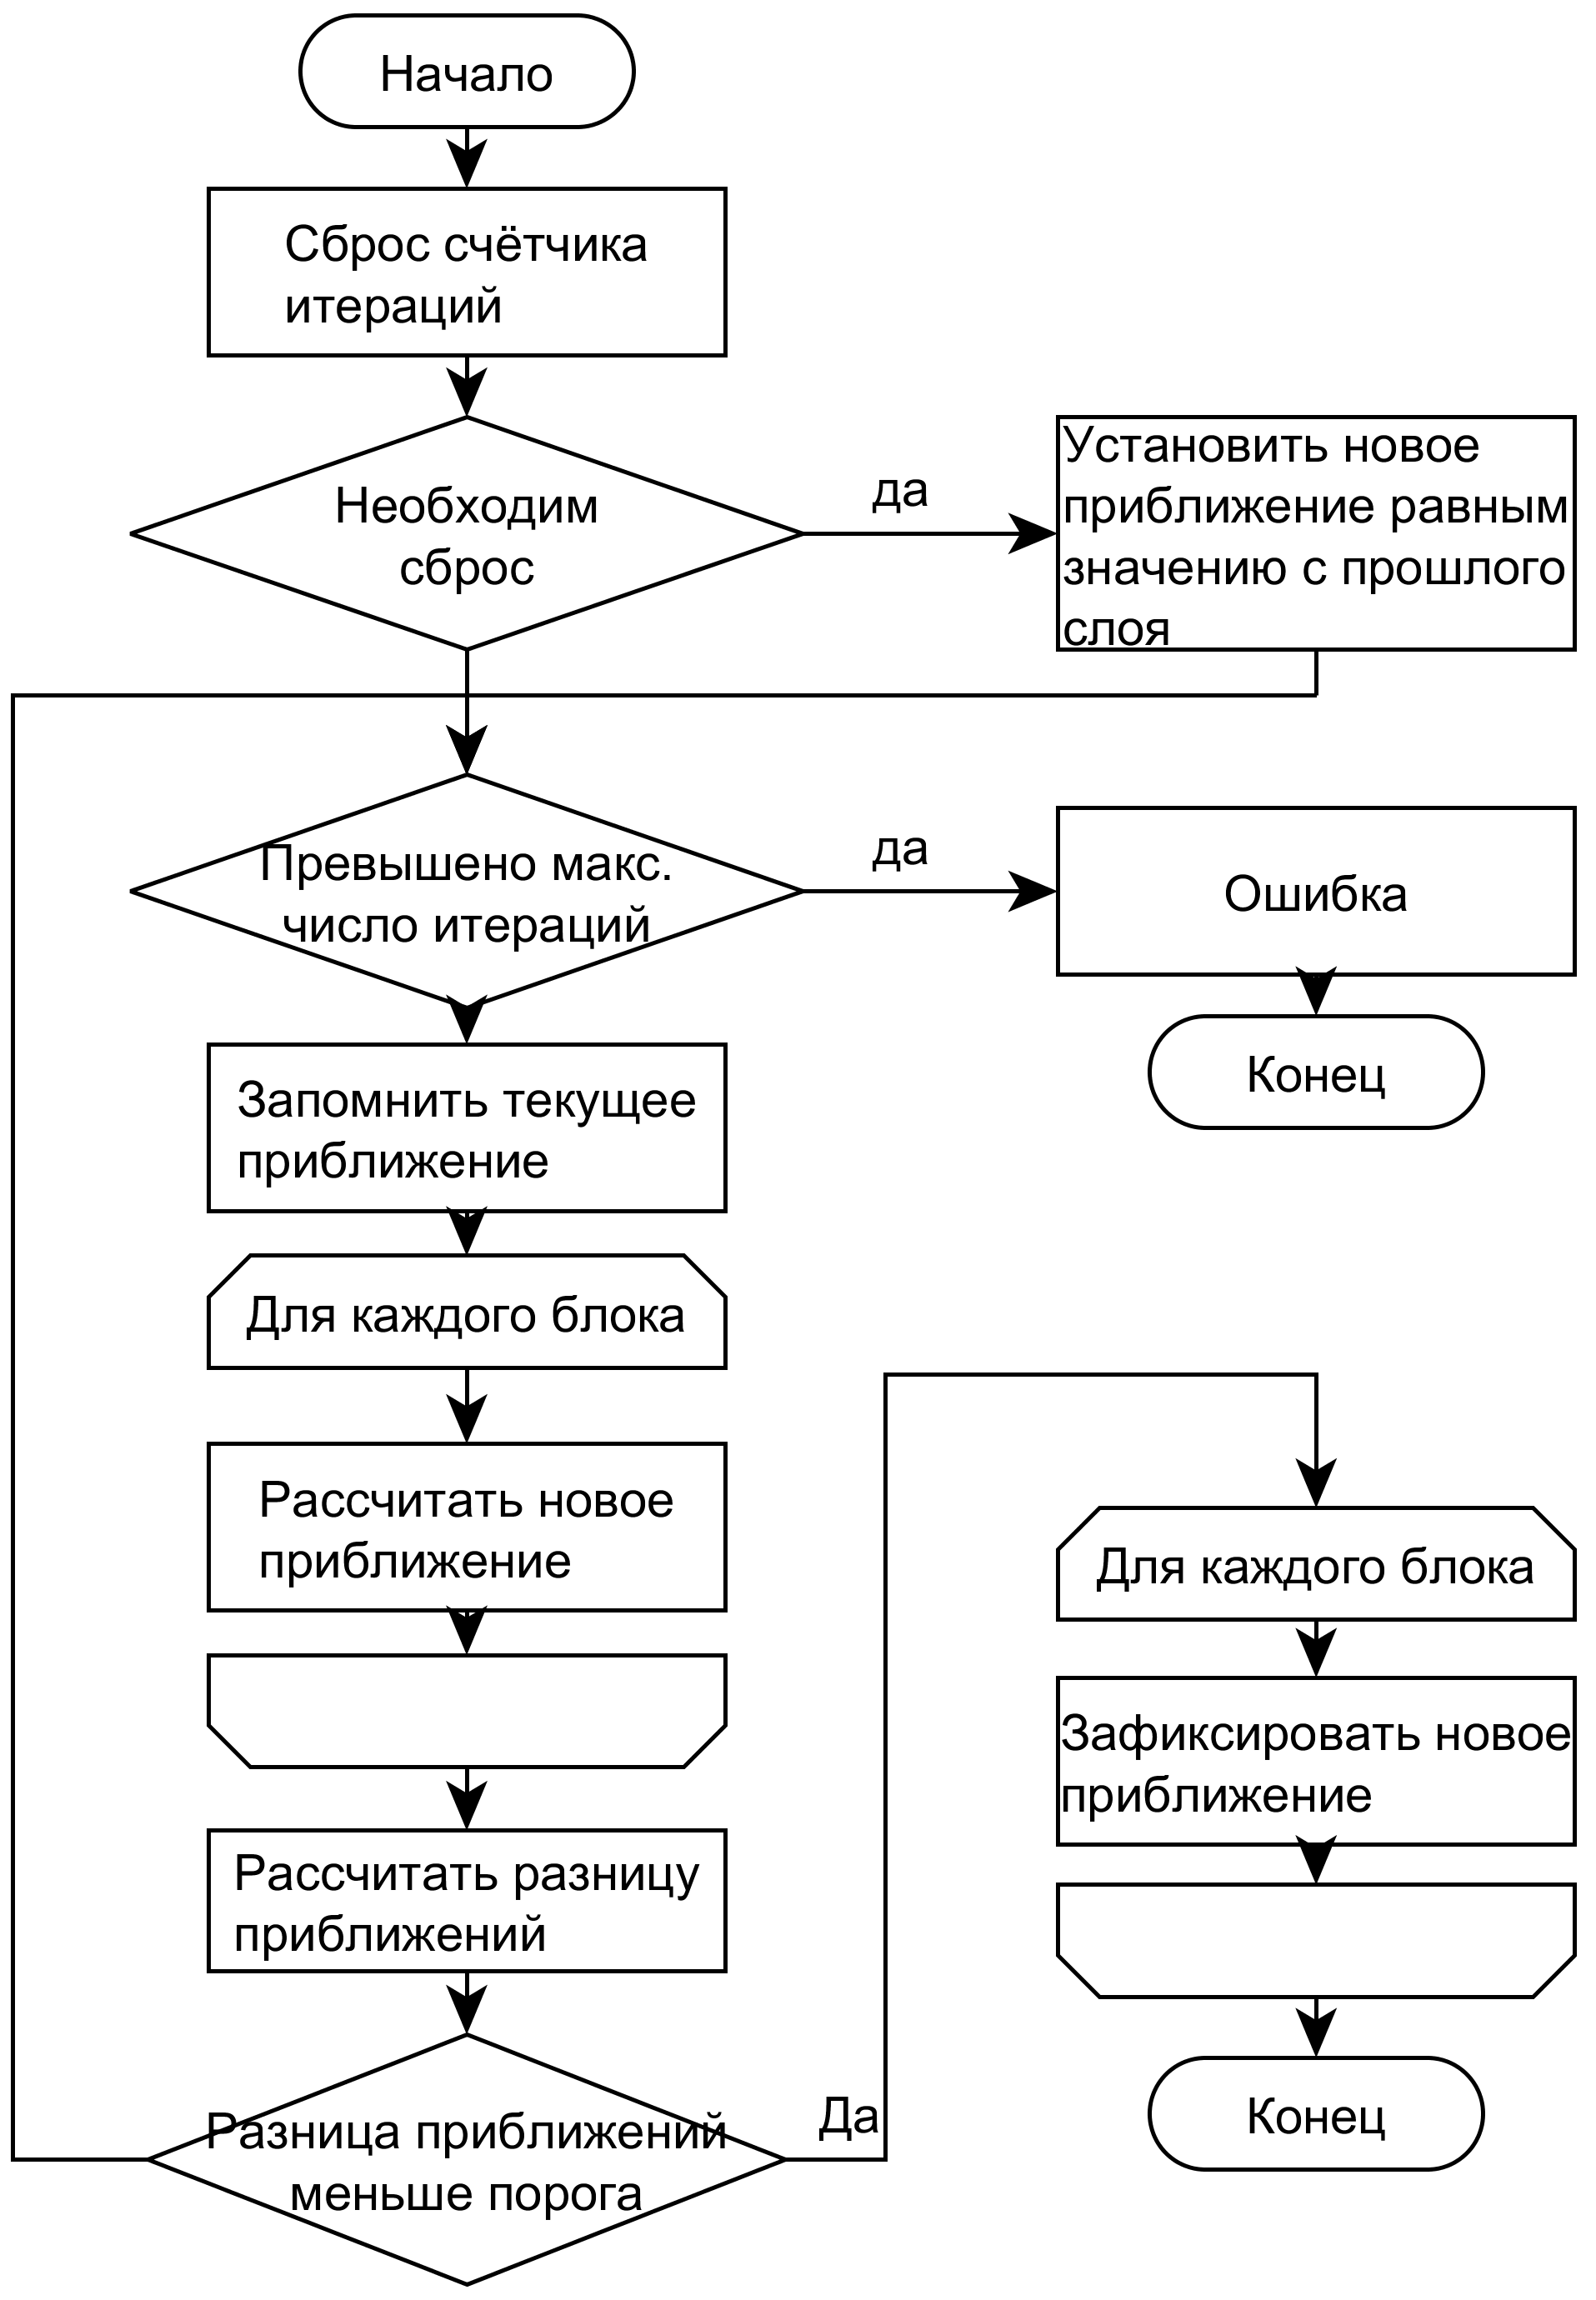 Начало
Сброс счётчика
итераций
Необходим
сброс
да
Установить новое
приближение равным
значению с прошлого
слоя
Превышено макс.
число итераций
да
Ошибка
Конец
Запомнить текущее
приближение
Для каждого блока
Рассчитать новое
приближение
Рассчитать разницу
приближений
Разница приближений
меньше порога
Да
Для каждого блока
Зафиксировать новое
приближение
Конец